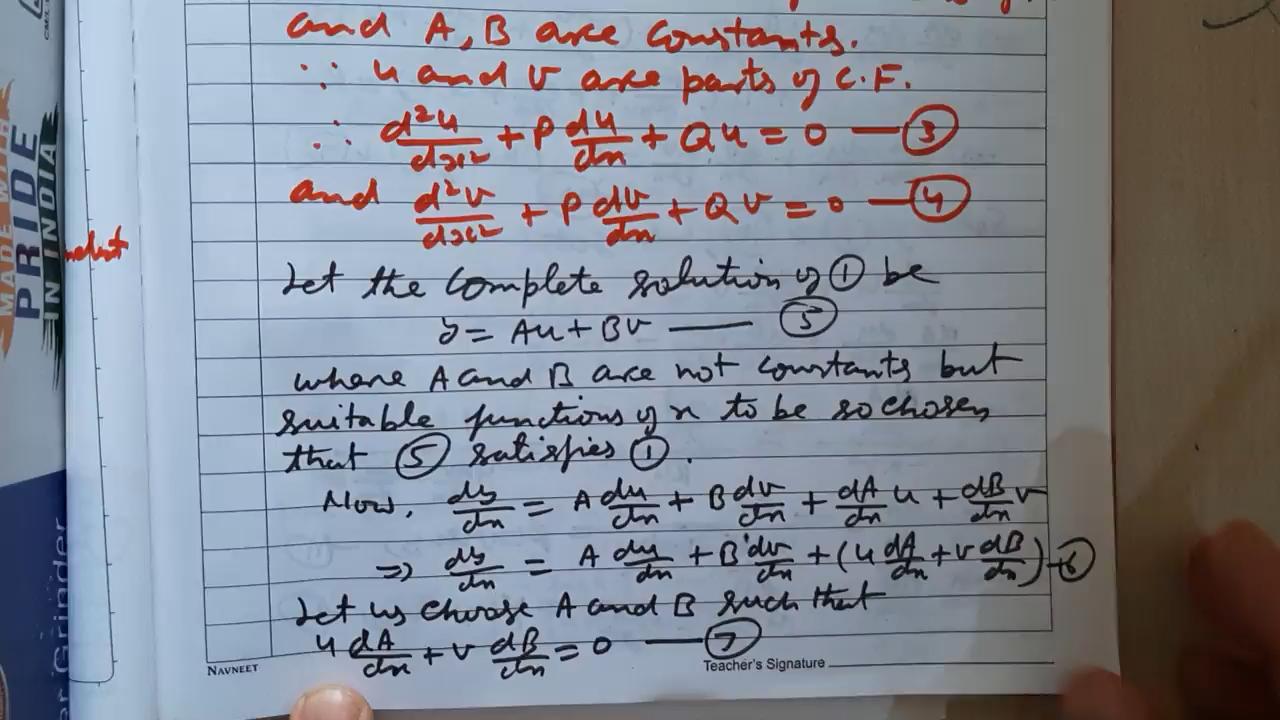 and A, B are constants.
∴ u and v are parts of C.F.
∴ d²u/dx² + P du/dx + Qu = 0 — ③
and d²v/dx² + P dv/dx + Qv = 0 — ④
Let the complete solution of ① be
y = Au + Bv — ⑤
where A and B are not constants but
suitable functions of x to be so chosen
that ⑤ satisfies ①.
Now, dy/dx = A du/dx + B dv/dx + dA/dx u + dB/dx v
⇒ dy/dx = A du/dx + B dv/dx + (u dA/dx + v dB/dx) — ⑥
Let us choose A and B such that
u dA/dx + v dB/dx = 0 — ⑦
NAVNEET
Teacher's Signature
MADE WITH
PRIDE
IN INDIA
Grinder